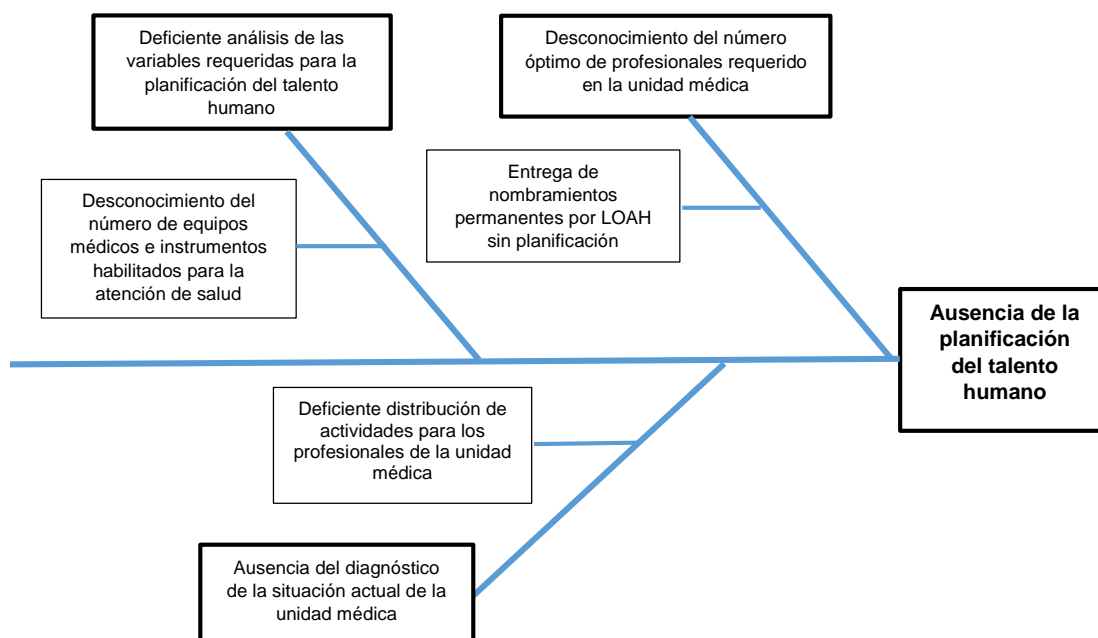 Deficiente análisis de las
variables requeridas para la
planificación del talento
humano
Desconocimiento del número
óptimo de profesionales requerido
en la unidad médica
Desconocimiento del
número de equipos
médicos e instrumentos
habilitados para la
atención de salud
Entrega de
nombramientos
permanentes por LOAH
sin planificación
Ausencia de la
planificación
del talento
humano
Deficiente distribución de
actividades para los
profesionales de la unidad
médica
Ausencia del diagnóstico
de la situación actual de la
unidad médica